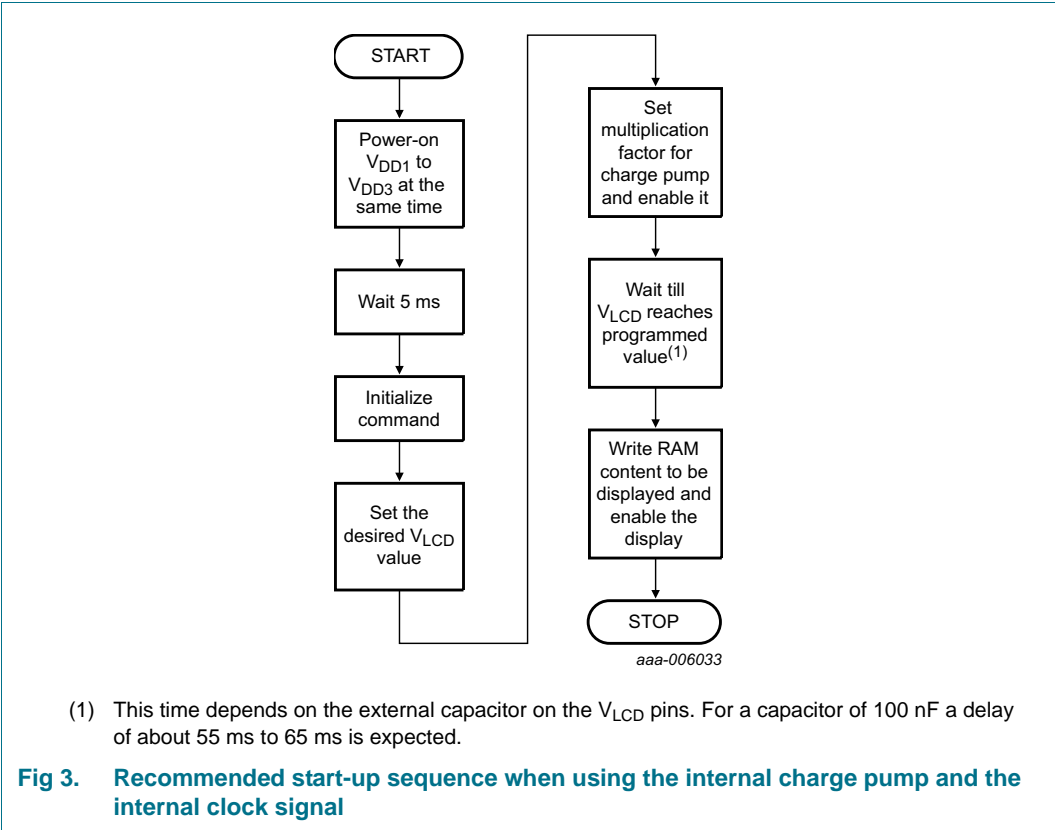 START
Power-on
VDD1 to
VDD3 at the
same time
Wait 5 ms
Initialize
command
Set the
desired VLCD
value
Set
multiplication
factor for
charge pump
and enable it
Wait till
VLCD reaches
programmed
value(1)
Write RAM
content to be
displayed and
enable the
display
STOP
aaa-006033
(1) This time depends on the external capacitor on the VLCD pins. For a capacitor of 100 nF a delay
of about 55 ms to 65 ms is expected.
Fig 3. Recommended start-up sequence when using the internal charge pump and the
internal clock signal